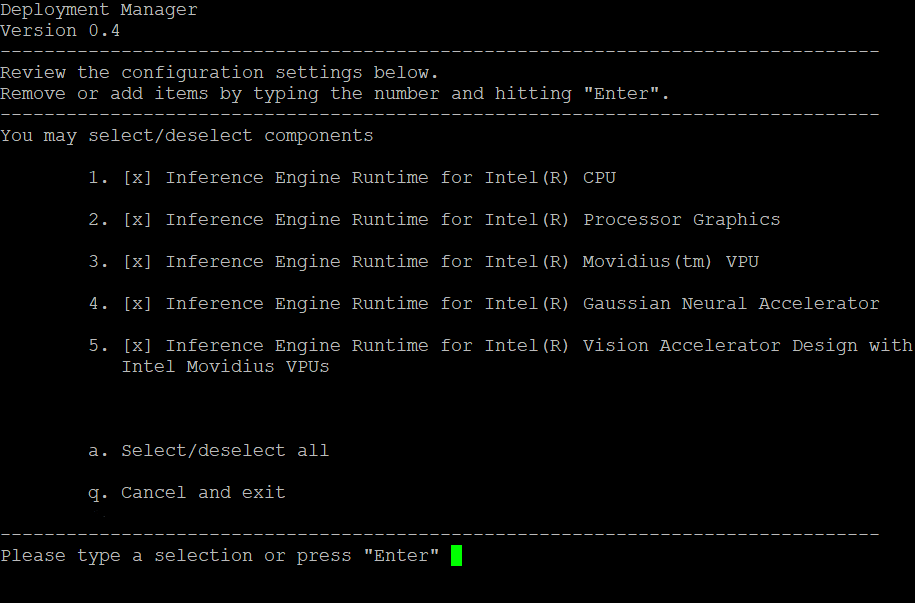 Deployment Manager
Version 0.4
--------------------------------------------------------------------------------
Review the configuration settings below.
Remove or add items by typing the number and hitting "Enter".
--------------------------------------------------------------------------------
You may select/deselect components
1. [x] Inference Engine Runtime for Intel(R) CPU
2. [x] Inference Engine Runtime for Intel(R) Processor Graphics
3. [x] Inference Engine Runtime for Intel(R) Movidius(tm) VPU
4. [x] Inference Engine Runtime for Intel(R) Gaussian Neural Accelerator
5. [x] Inference Engine Runtime for Intel(R) Vision Accelerator Design with
Intel Movidius VPUs
a. Select/deselect all
q. Cancel and exit
--------------------------------------------------------------------------------
Please type a selection or press "Enter"